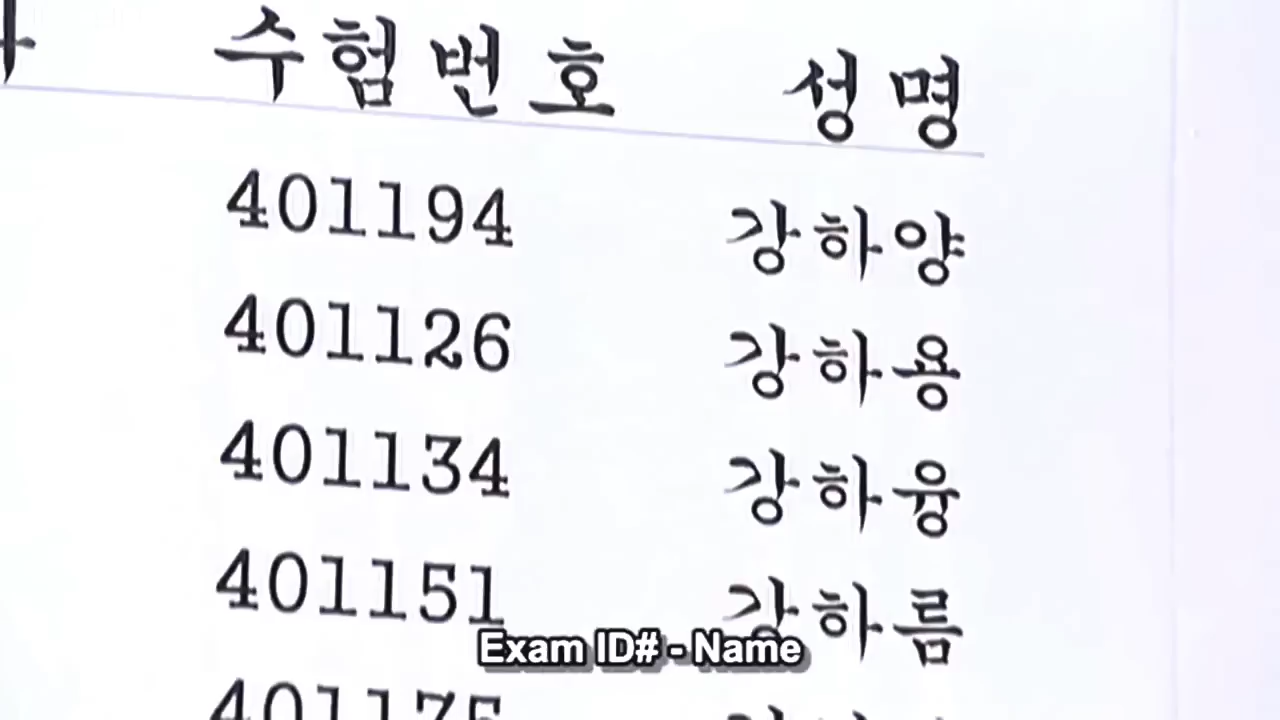 수험번호 성명
401194 강하양
401126 강하용
401134 강하융
401151 강하름
Exam ID# - Name